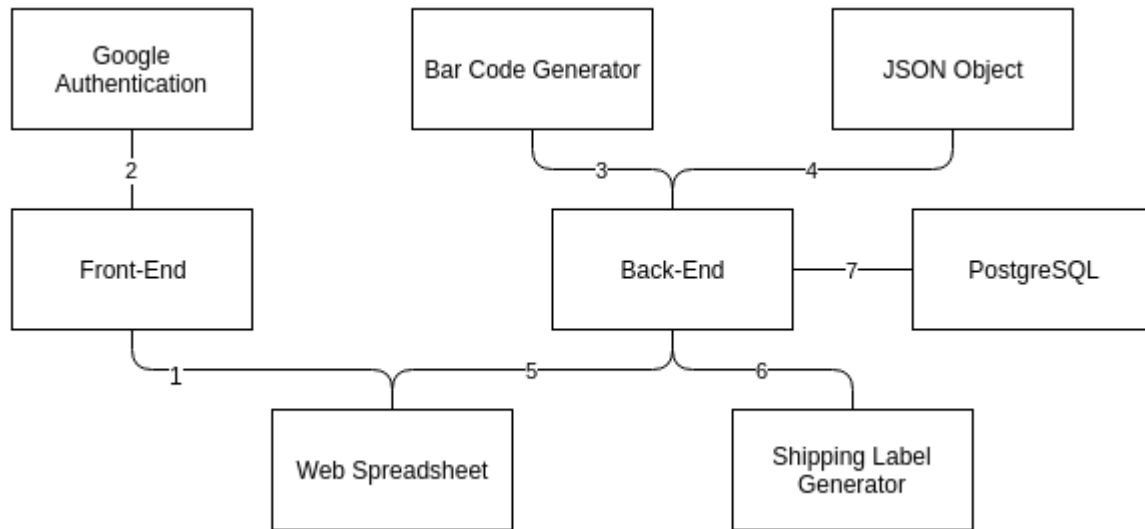 Google
Authentication
Bar Code Generator
JSON Object
2
3
4
Front-End
Back-End
7
PostgreSQL
1
5
6
Web Spreadsheet
Shipping Label
Generator